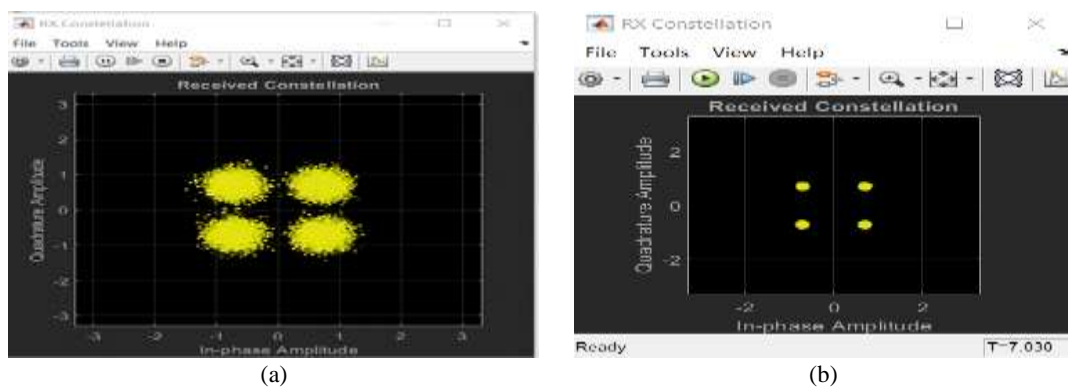 RX Constellation
File Tools View Help
Received Constellation
Quadrature Amplitude
3
2
1
0
-1
-2
-3
-3 -2 -1 0 1 2 3
In-phase Amplitude
(a)
RX Constellation
File Tools View Help
Received Constellation
Quadrature Amplitude
2
0
-2
-2 0 2
In-phase Amplitude
Ready T=7.030
(b)